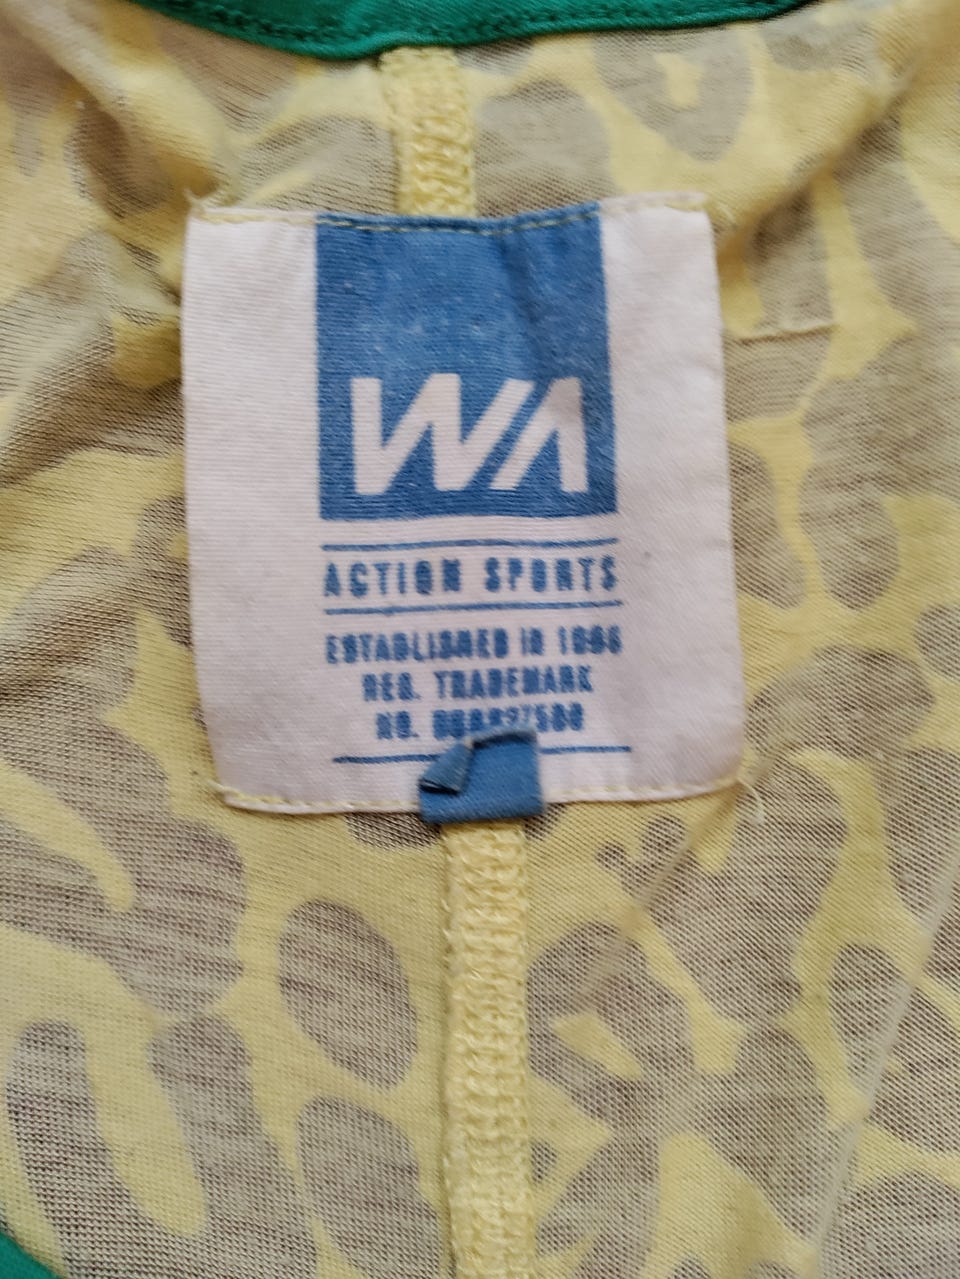 WA
ACTION SPORTS
ESTABLISHED IN
REG. TRADEMARK
NO.